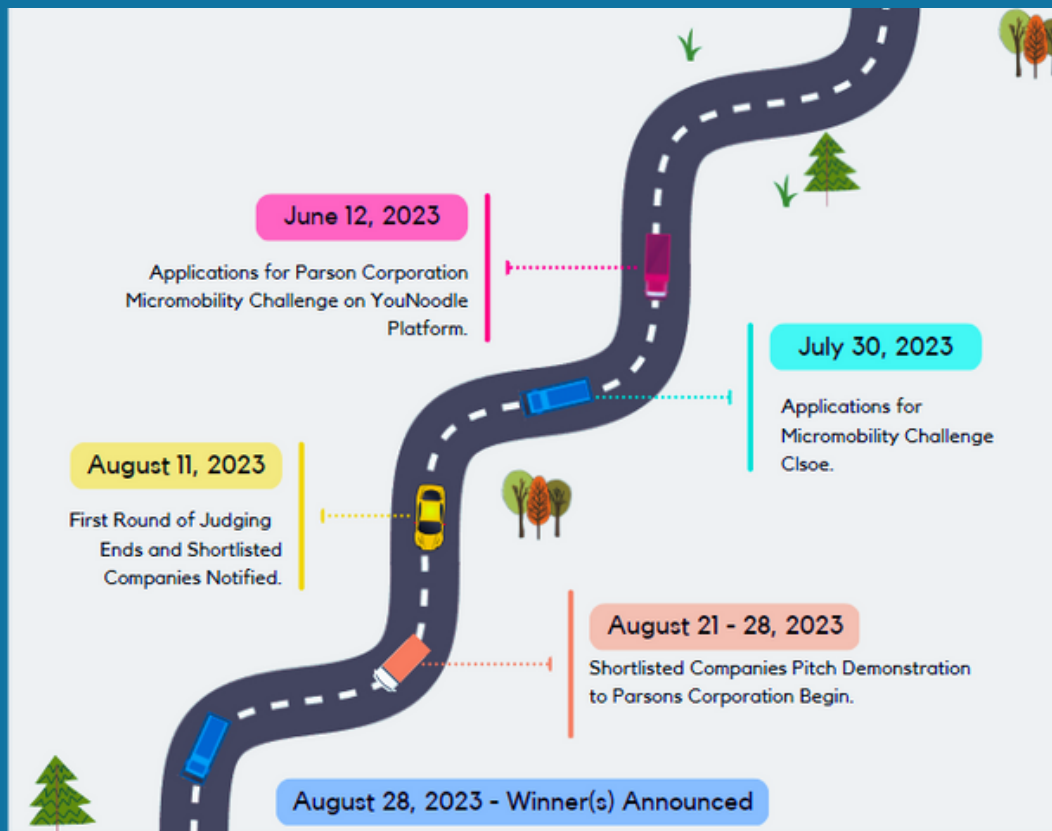 June 12, 2023
Applications for Parson Corporation
Micromobility Challenge on YouNoodle
Platform.
July 30, 2023
Applications for
Micromobility Challenge
Clsoe.
August 11, 2023
First Round of Judging
Ends and Shortlisted
Companies Notified.
August 21 - 28, 2023
Shortlisted Companies Pitch Demonstration
to Parsons Corporation Begin.
August 28, 2023 - Winner(s) Announced